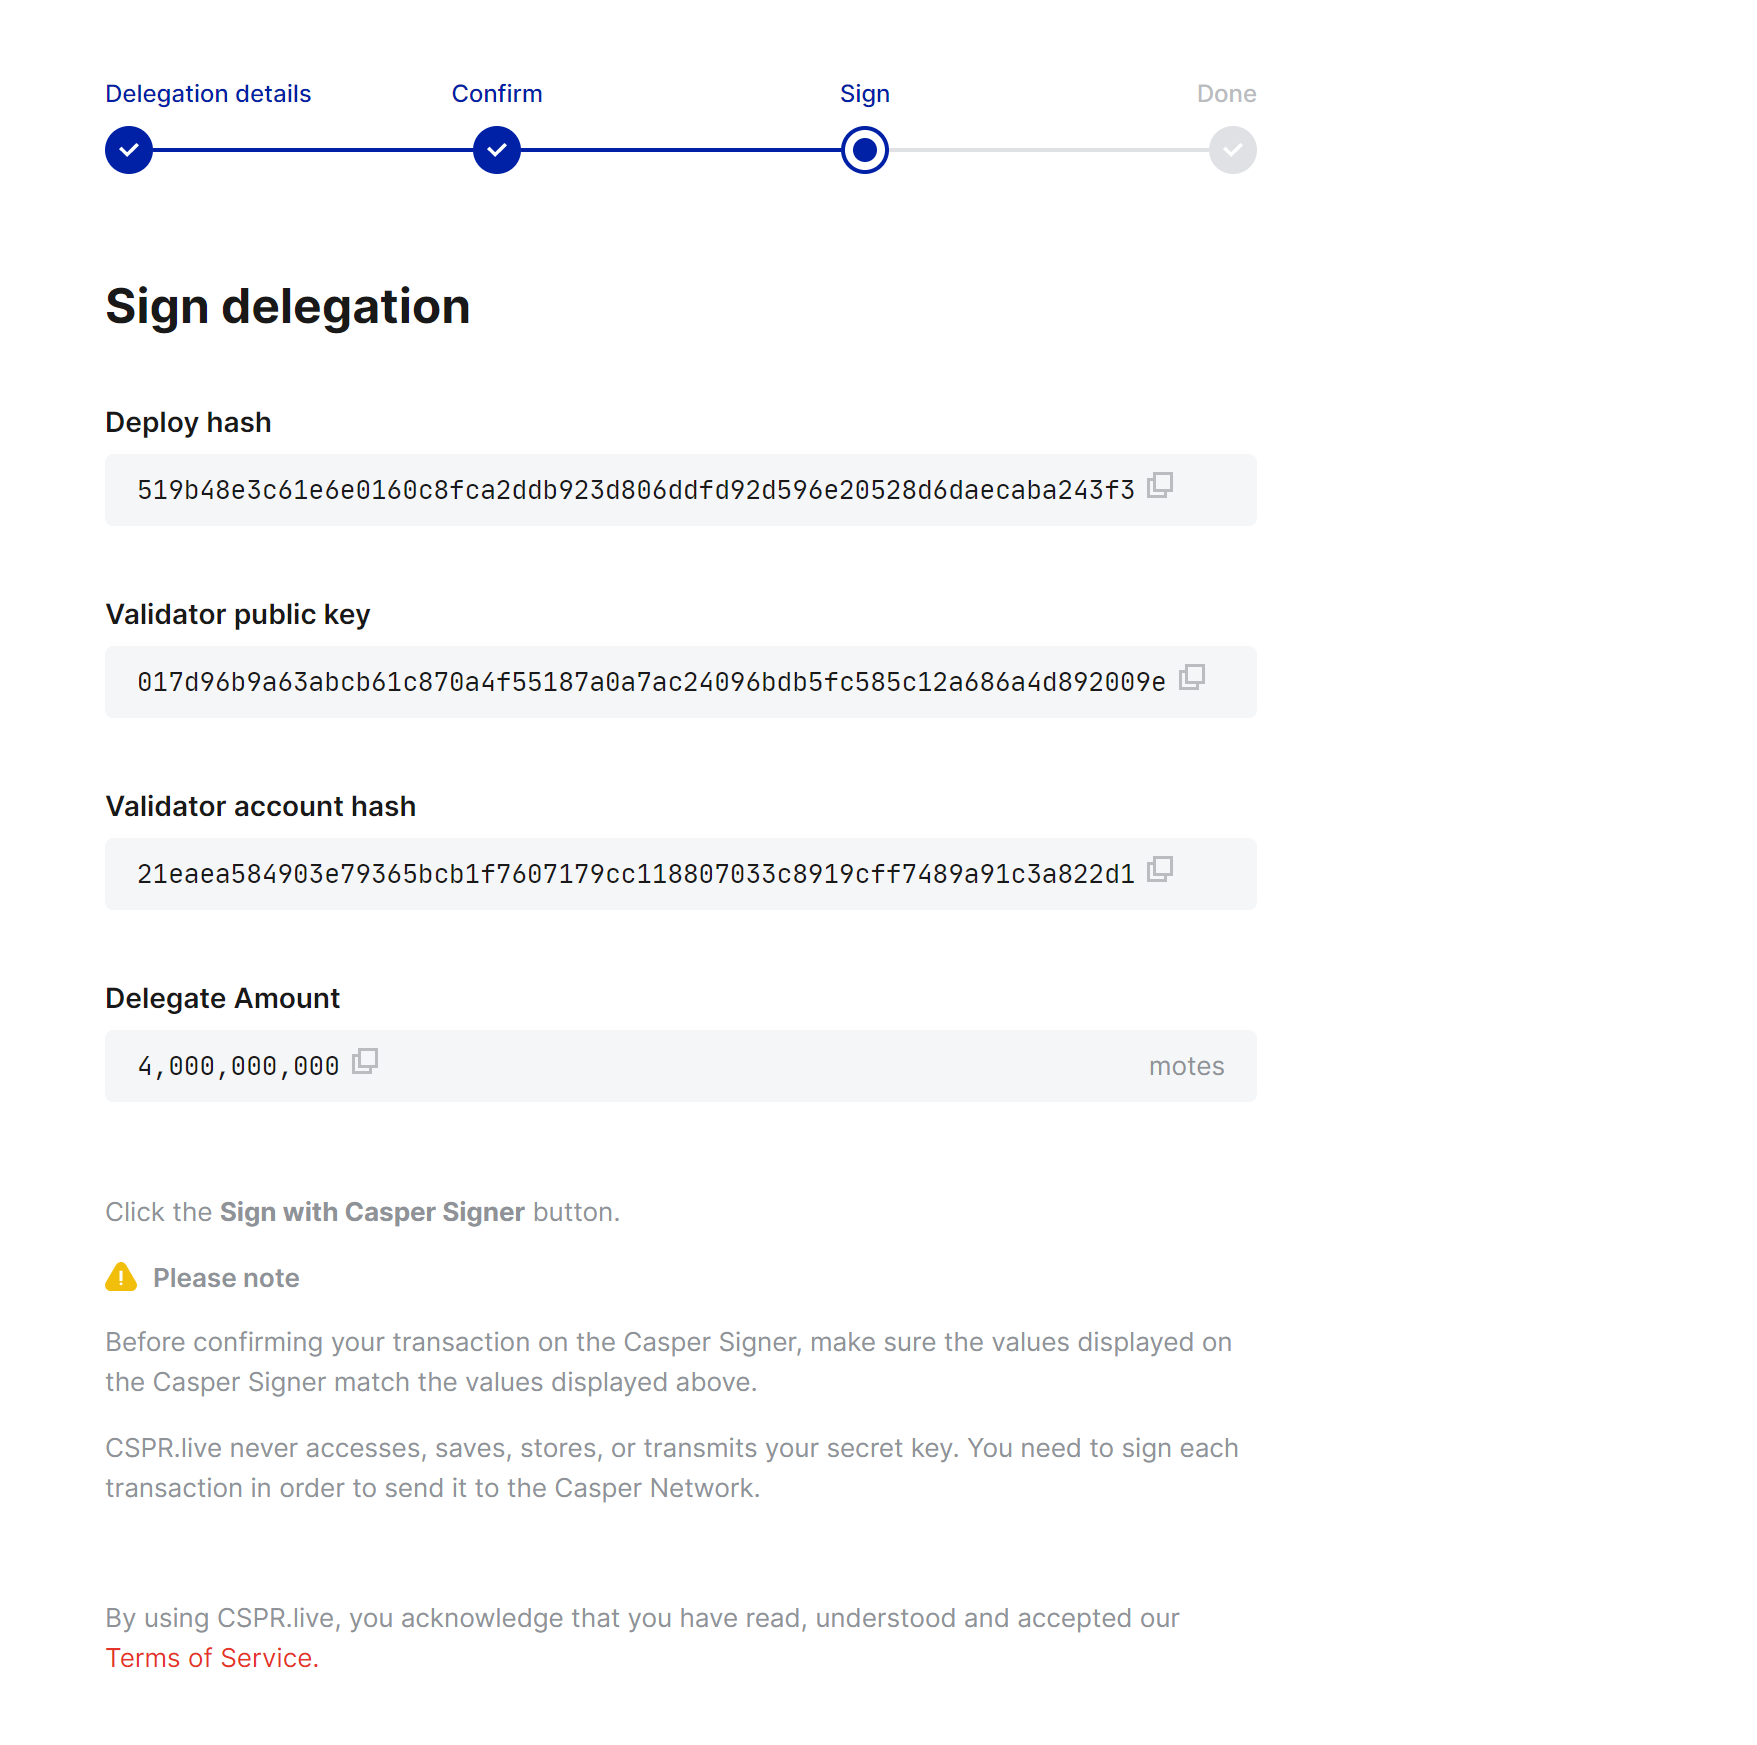 Delegation details
Confirm
Sign
Done
Sign delegation
Deploy hash
519b48e3c61e6e0160c8fca2ddb923d806ddfd92d596e20528d6daecaba243f3
Validator public key
017d96b9a63abcb61c870a4f55187a0a7ac24096bdb5fc585c12a686a4d892009e
Validator account hash
21eaea584903e79365bcb1f7607179cc118807033c8919cff7489a91c3a822d1
Delegate Amount
4,000,000,000 motes
Click the Sign with Casper Signer button.
Please note
Before confirming your transaction on the Casper Signer, make sure the values displayed on
the Casper Signer match the values displayed above.
CSPR.live never accesses, saves, stores, or transmits your secret key. You need to sign each
transaction in order to send it to the Casper Network.
By using CSPR.live, you acknowledge that you have read, understood and accepted our
Terms of Service.